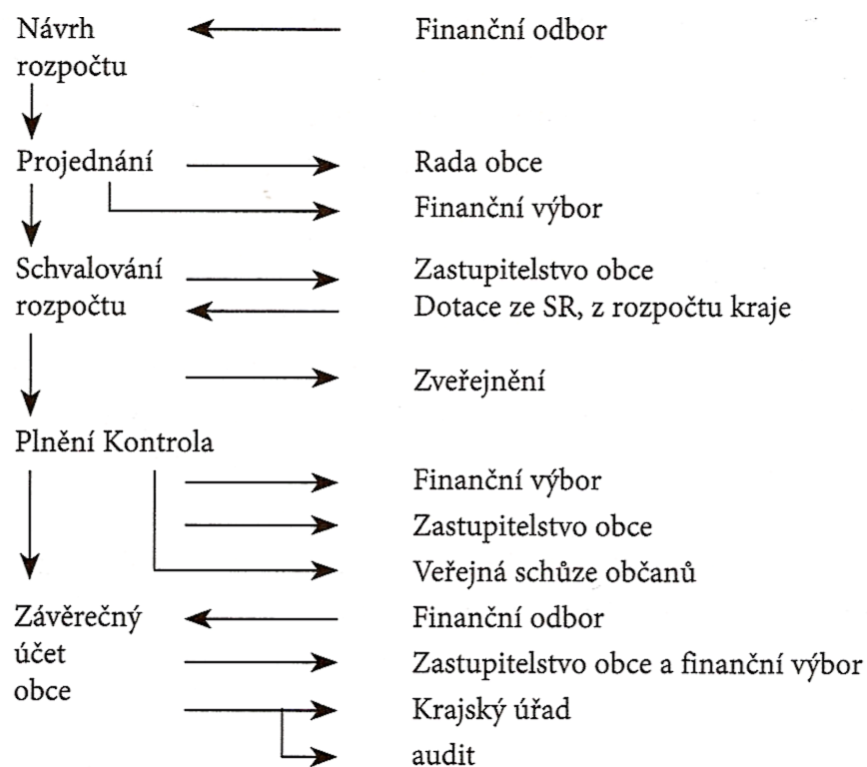 Návrh
rozpočtu
Finanční odbor
Projednání
Rada obce
Finanční výbor
Schvalování
rozpočtu
Zastupitelstvo obce
Dotace ze SR, z rozpočtu kraje
Zveřejnění
Plnění Kontrola
Finanční výbor
Zastupitelstvo obce
Veřejná schůze občanů
Závěrečný
účet
obce
Finanční odbor
Zastupitelstvo obce a finanční výbor
Krajský úřad
audit